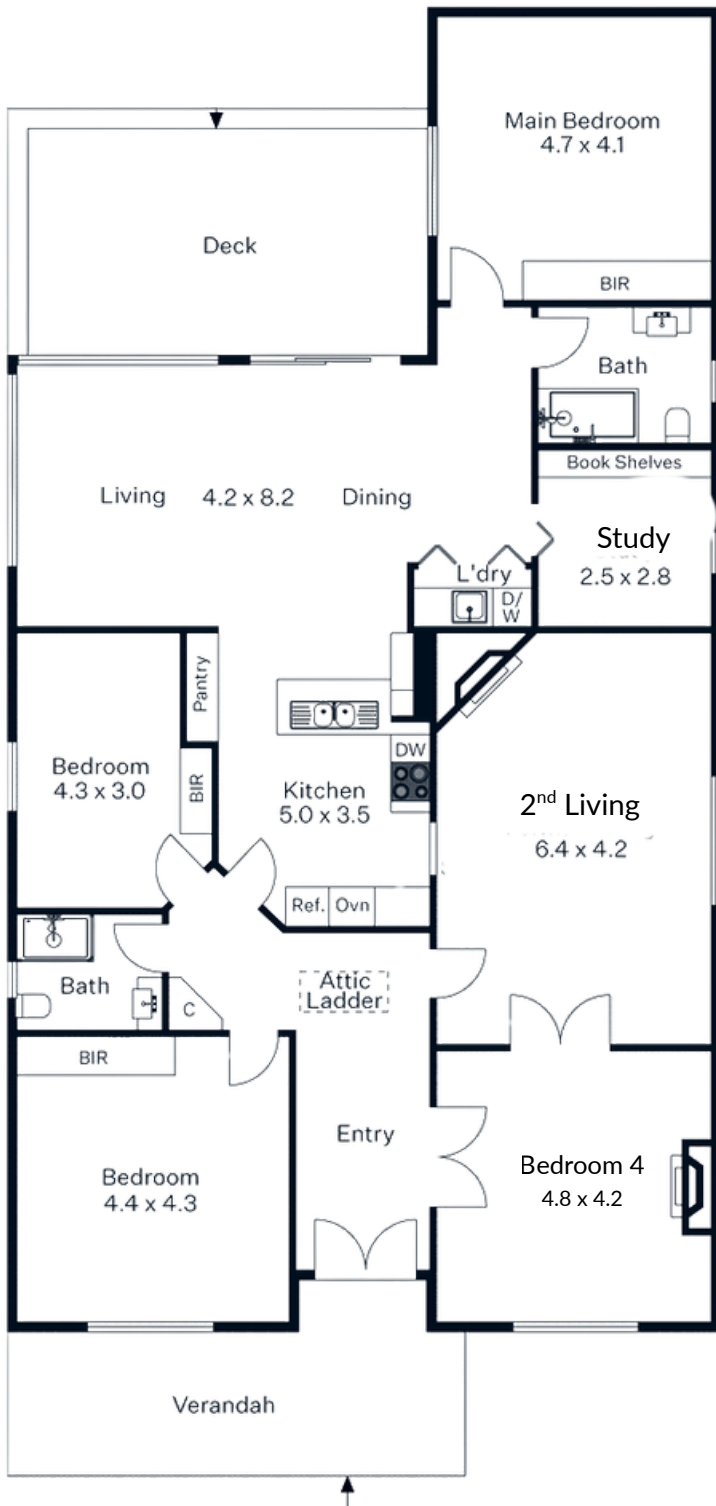 Main Bedroom
4.7 x 4.1
Deck
BIR
Bath
Book Shelves
Living 4.2 x 8.2 Dining
Study
2.5 x 2.8
L'dry
D/
W
Pantry
Bedroom
4.3 x 3.0
BIR
DW
Kitchen
5.0 x 3.5
2nd Living
6.4 x 4.2
Ref. Ovn
Bath
C
Attic
Ladder
BIR
Entry
Bedroom
4.4 x 4.3
Bedroom 4
4.8 x 4.2
Verandah